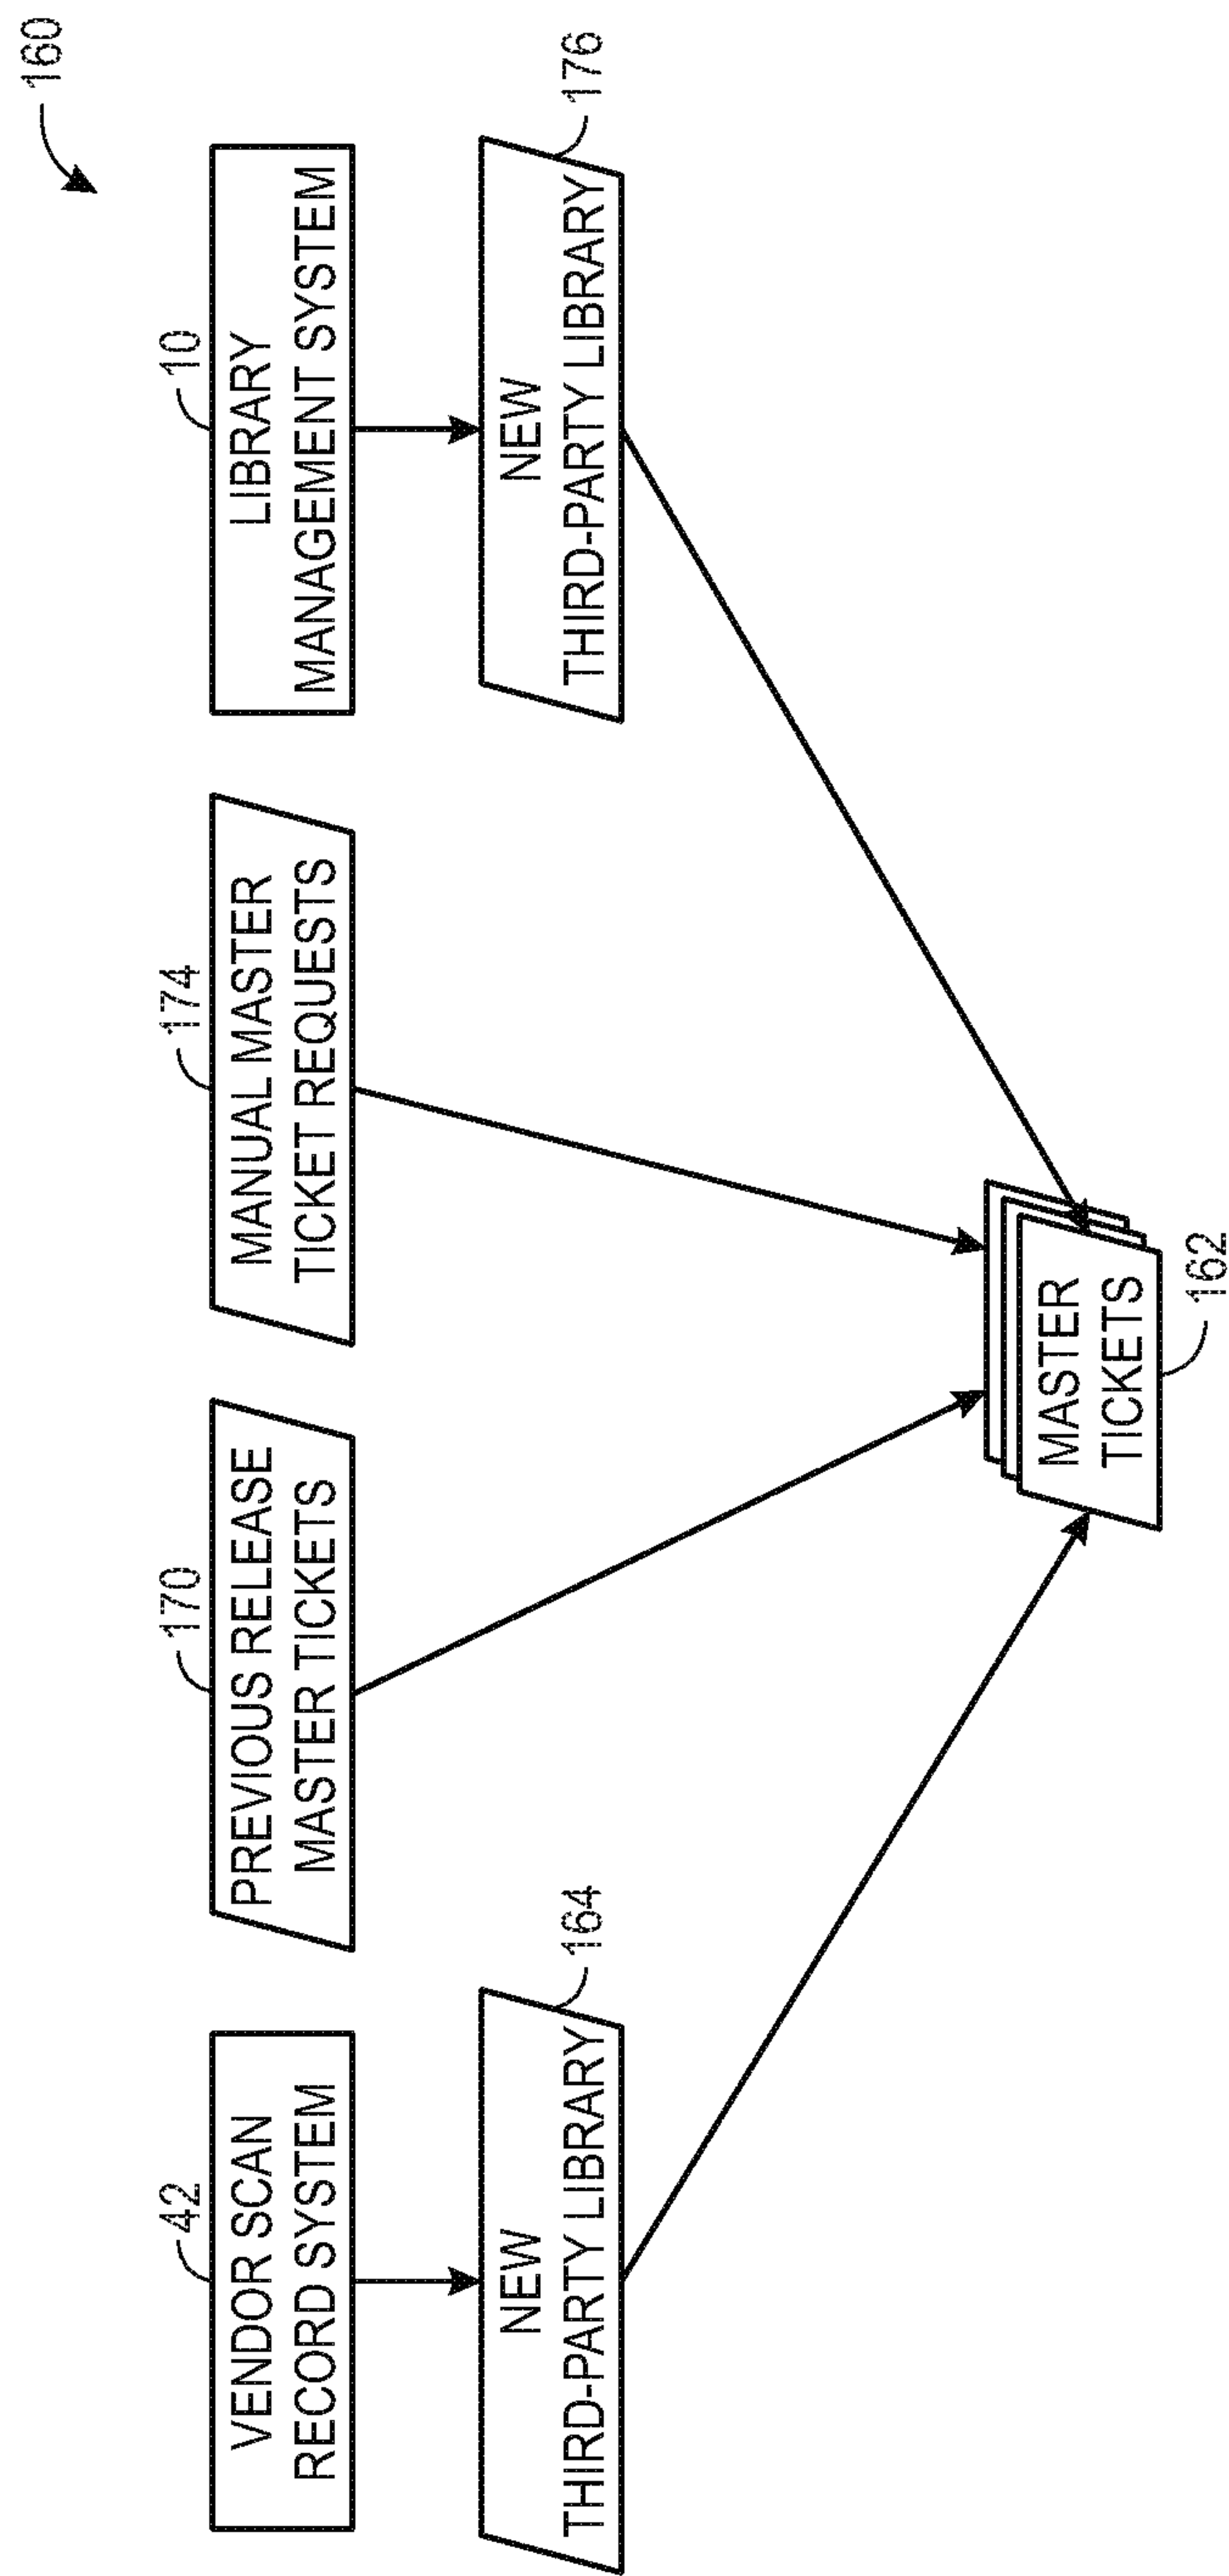 160
42
VENDOR SCAN
RECORD SYSTEM
170
PREVIOUS RELEASE
MASTER TICKETS
174
MANUAL MASTER
TICKET REQUESTS
10
LIBRARY
MANAGEMENT SYSTEM
NEW
THIRD-PARTY LIBRARY
164
NEW
THIRD-PARTY LIBRARY
176
MASTER
TICKETS
162